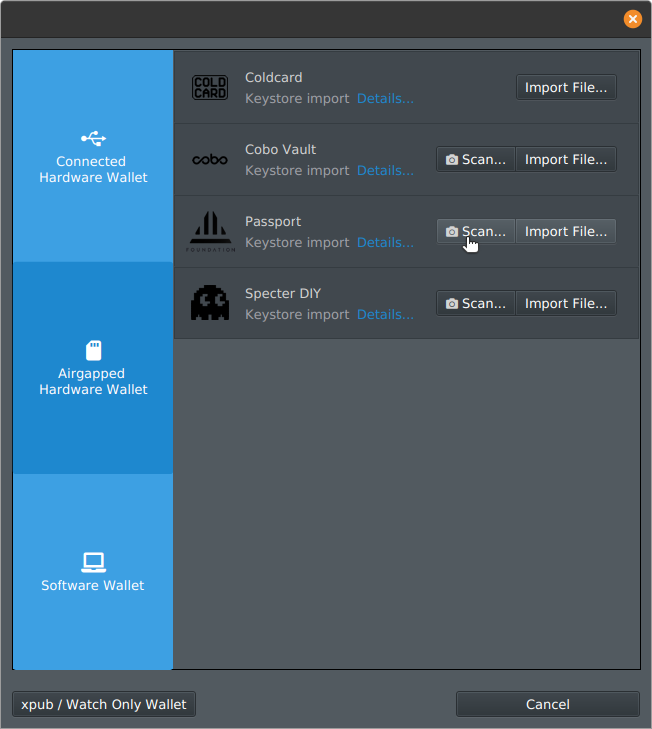 Connected
Hardware Wallet
Airgapped
Hardware Wallet
Software Wallet
COLD
CARD
Coldcard
Keystore import Details...
Import File...
cobo
Cobo Vault
Keystore import Details...
Scan... Import File...
FOUNDATION
Passport
Keystore import Details...
Scan... Import File...
Specter DIY
Keystore import Details...
Scan... Import File...
xpub / Watch Only Wallet
Cancel